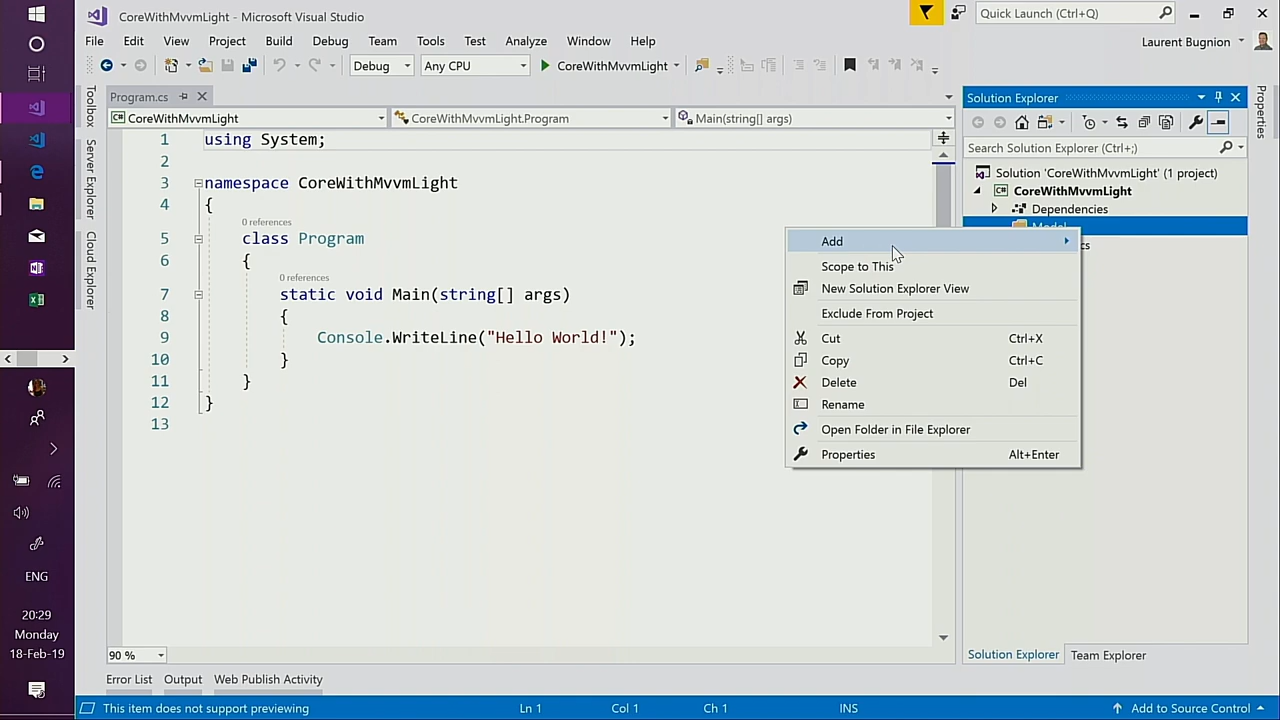 CoreWithMvvmLight - Microsoft Visual Studio
Quick Launch (Ctrl+Q)
File Edit View Project Build Debug Team Tools Test Analyze Window Help
Laurent Bugnion
Debug Any CPU CoreWithMvvmLight
Toolbox
Server Explorer
Cloud Explorer
Program.cs
CoreWithMvvmLight CoreWithMvvmLight.Program Main(string[] args)
1 using System;
2
3 namespace CoreWithMvvmLight
4 {
0 references
5 class Program
6 {
0 references
7 static void Main(string[] args)
8 {
9 Console.WriteLine("Hello World!");
10 }
11 }
12 }
13
90 %
Solution Explorer
Properties
Search Solution Explorer (Ctrl+;)
Solution 'CoreWithMvvmLight' (1 project)
CoreWithMvvmLight
Dependencies
Model
cs
Add
Scope to This
New Solution Explorer View
Exclude From Project
Cut Ctrl+X
Copy Ctrl+C
Delete Del
Rename
Open Folder in File Explorer
Properties Alt+Enter
Solution Explorer Team Explorer
Error List Output Web Publish Activity
This item does not support previewing Ln 1 Col 1 Ch 1 INS Add to Source Control
ENG
20:29
Monday
18-Feb-19